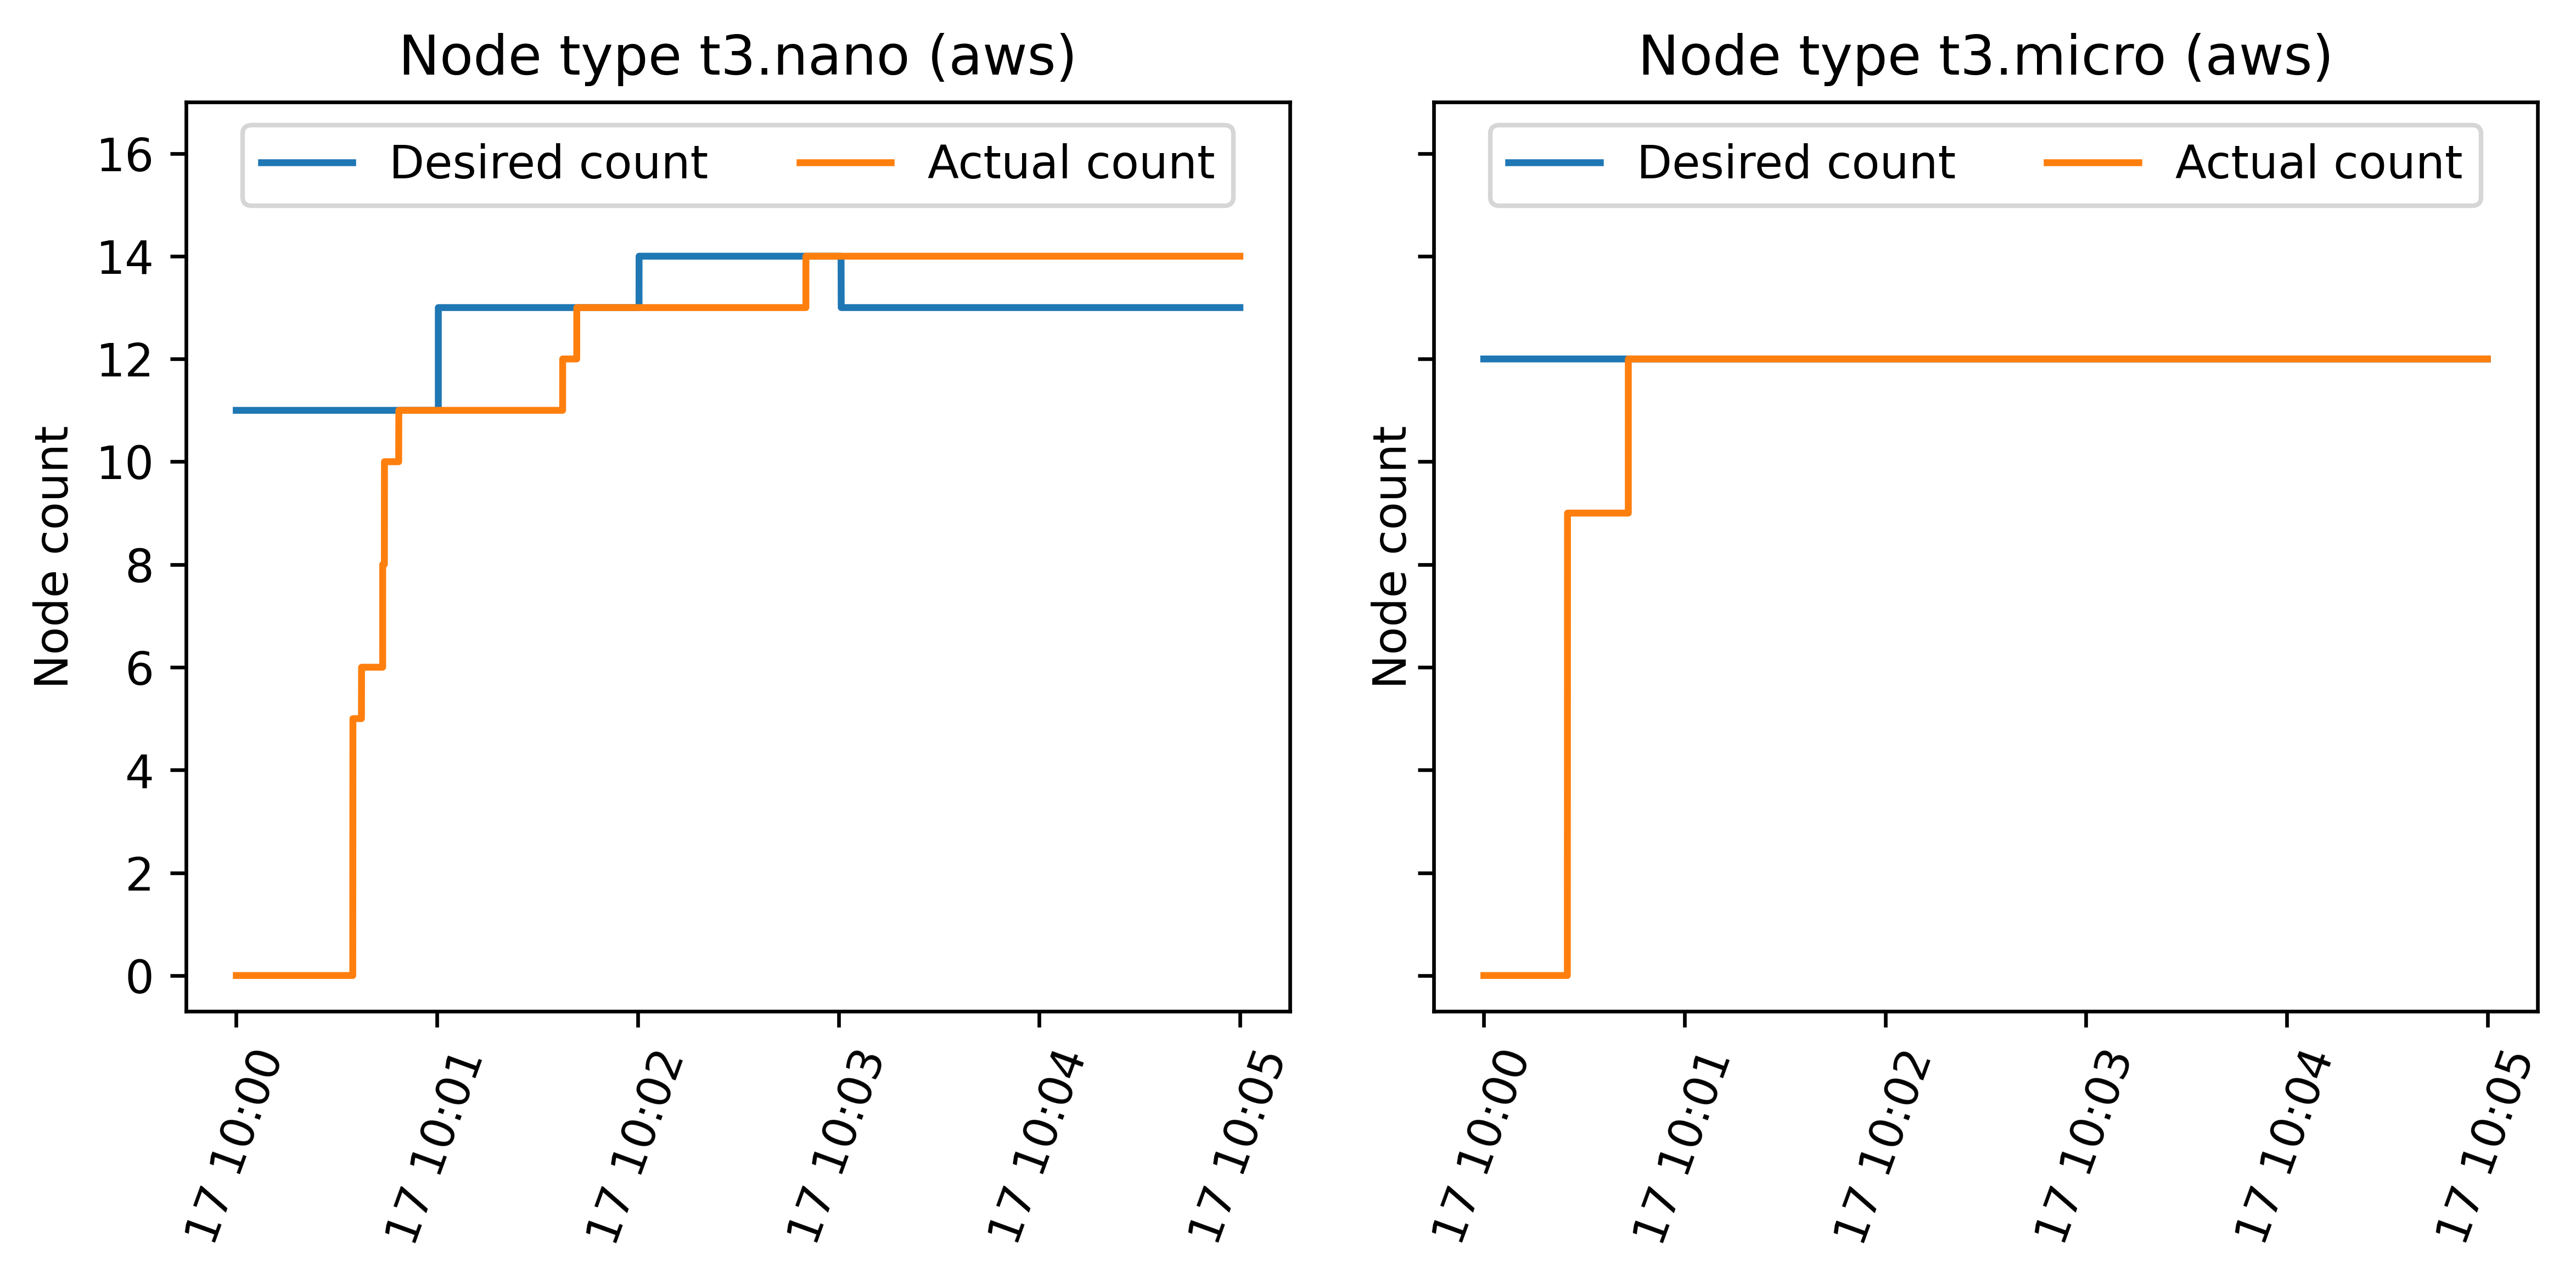 Node type t3.nano (aws)
Desired count
Actual count
Node count
16
14
12
10
8
6
4
2
0
17 10:00
17 10:01
17 10:02
17 10:03
17 10:04
17 10:05
Node type t3.micro (aws)
Desired count
Actual count
Node count
17 10:00
17 10:01
17 10:02
17 10:03
17 10:04
17 10:05